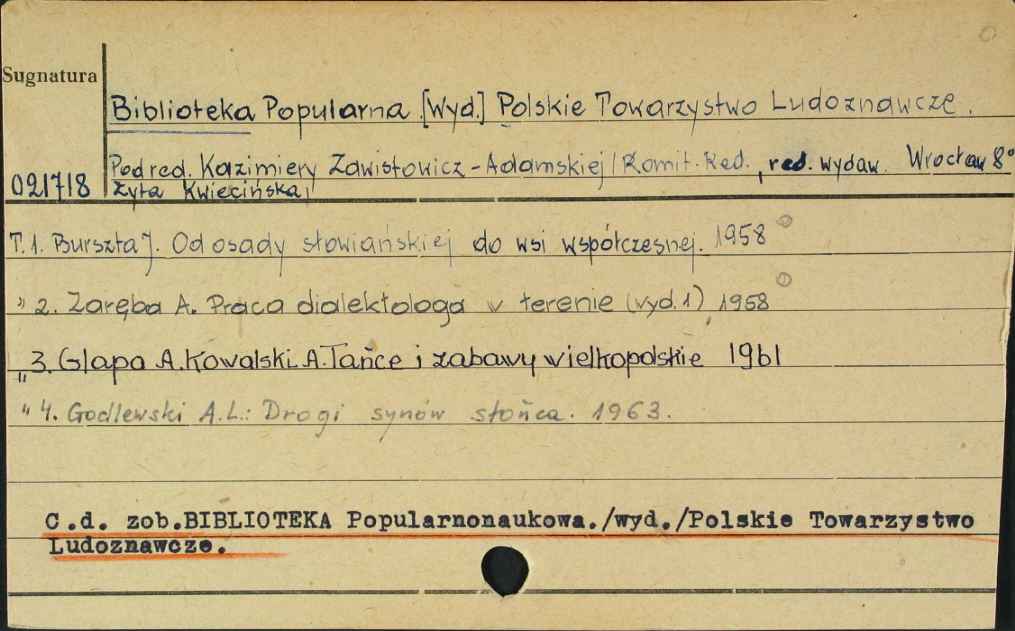 Sugnatura
Biblioteka Popularna [Wyd.] Polskie Towarzystwo Ludoznawcze.
Pod red. Kazimiery Zawistowicz-Adamskiej /Komit. Red., red. wydaw. Wrocław 8°
021718 Zyta Kwiecińska/
T. 1. Burszta J. Od osady słowiańskiej do wsi współczesnej. 1958
" 2. Zaręba A. Praca dialektologa w terenie (wyd. 1) 1958
" 3. Glapa A. Kowalski A. Tańce i zabawy wielkopolskie 1961
" 4. Godlewski A.L.: Drogi synów słońca. 1963.
C.d. zob.BIBLIOTEKA Popularnonaukowa./wyd./Polskie Towarzystwo
Ludoznawcze.